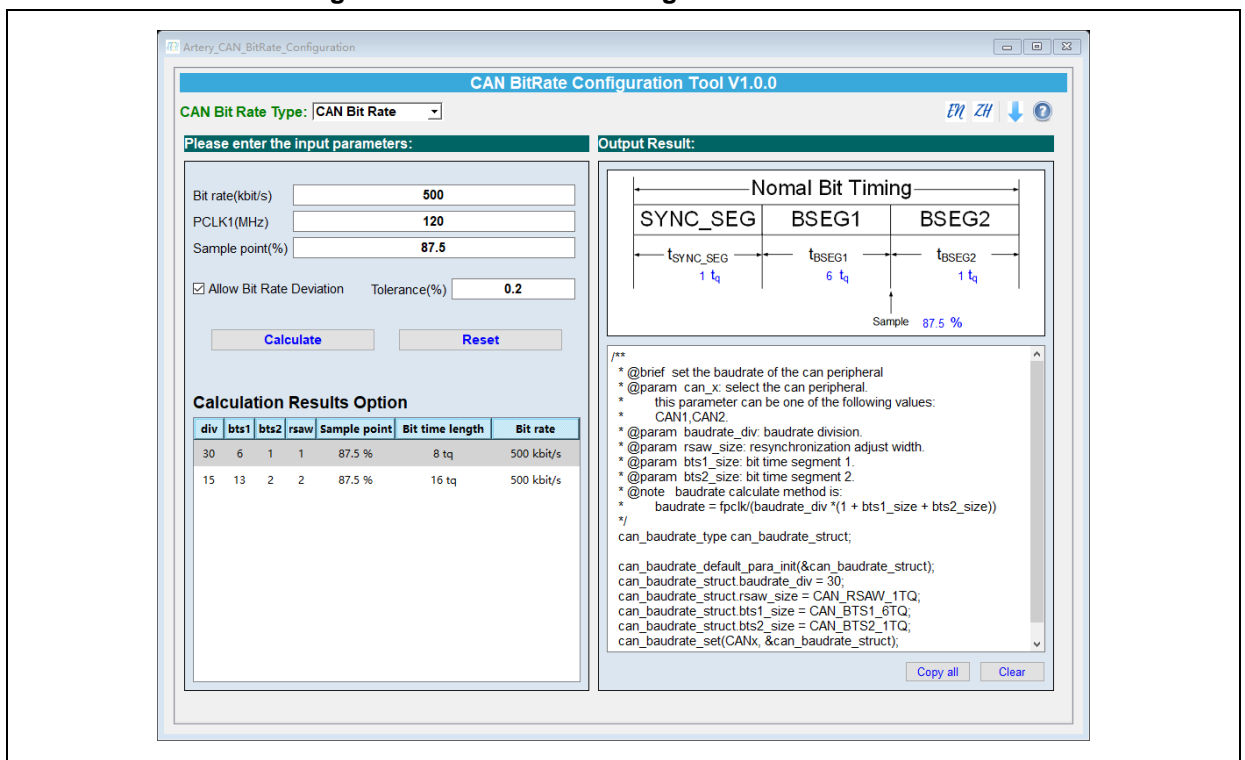 Artery_CAN_BitRate_Configuration
CAN BitRate Configuration Tool V1.0.0
CAN Bit Rate Type: CAN Bit Rate
EN ZH
Please enter the input parameters:
Bit rate(kbit/s) 500
PCLK1(MHz) 120
Sample point(%) 87.5
Allow Bit Rate Deviation Tolerance(%) 0.2
Calculate Reset
Calculation Results Option
div bts1 bts2 rsaw Sample point Bit time length Bit rate
30 6 1 1 87.5 % 8 tq 500 kbit/s
15 13 2 2 87.5 % 16 tq 500 kbit/s
Output Result:
Nomal Bit Timing
SYNC_SEG BSEG1 BSEG2
tSYNC_SEG tBSEG1 tBSEG2
1 tq 6 tq 1 tq
Sample 87.5 %
/**
* @brief set the baudrate of the can peripheral
* @param can_x: select the can peripheral.
* this parameter can be one of the following values:
* CAN1,CAN2.
* @param baudrate_div: baudrate division.
* @param rsaw_size: resynchronization adjust width.
* @param bts1_size: bit time segment 1.
* @param bts2_size: bit time segment 2.
* @note baudrate calculate method is:
* baudrate = fpclk/(baudrate_div *(1 + bts1_size + bts2_size))
*/
can_baudrate_type can_baudrate_struct;
can_baudrate_default_para_init(&can_baudrate_struct);
can_baudrate_struct.baudrate_div = 30;
can_baudrate_struct.rsaw_size = CAN_RSAW_1TQ;
can_baudrate_struct.bts1_size = CAN_BTS1_6TQ;
can_baudrate_struct.bts2_size = CAN_BTS2_1TQ;
can_baudrate_set(CANx, &can_baudrate_struct);
Copy all Clear